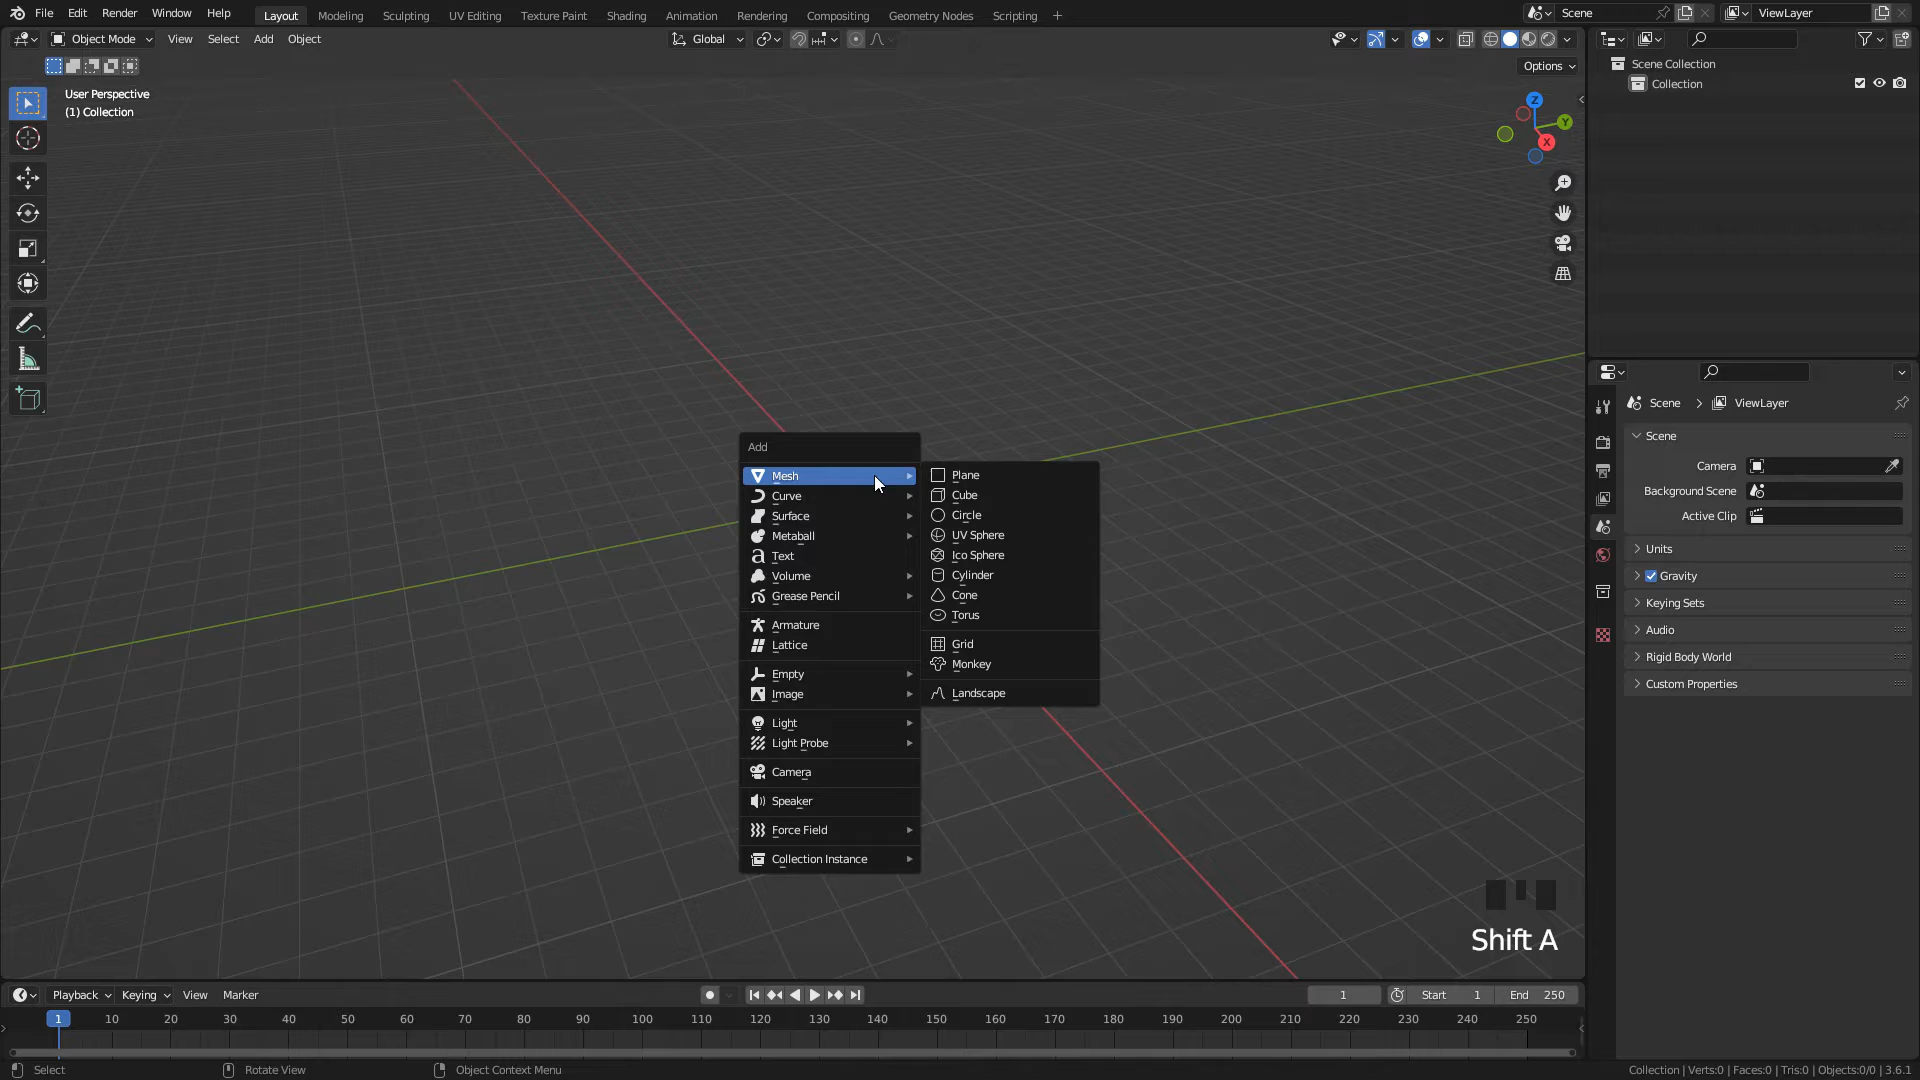 File Edit Render Window Help Layout Modeling Sculpting UV Editing Texture Paint Shading Animation Rendering Compositing Geometry Nodes Scripting + Scene ViewLayer
Object Mode View Select Add Object Global
Options
User Perspective
(1) Collection
Z
Y
X
Scene Collection
Collection
Scene > ViewLayer
Scene
Camera
Background Scene
Active Clip
Units
Gravity
Keying Sets
Audio
Rigid Body World
Custom Properties
Add
Mesh
Curve
Surface
Metaball
Text
Volume
Grease Pencil
Armature
Lattice
Empty
Image
Light
Light Probe
Camera
Speaker
Force Field
Collection Instance
Plane
Cube
Circle
UV Sphere
Ico Sphere
Cylinder
Cone
Torus
Grid
Monkey
Landscape
Shift A
Playback Keying View Marker 1 Start 1 End 250
1 10 20 30 40 50 60 70 80 90 100 110 120 130 140 150 160 170 180 190 200 210 220 230 240 250
Select Rotate View Object Context Menu Collection | Verts:0 | Faces:0 | Tris:0 | Objects:0/0 | 3.6.1